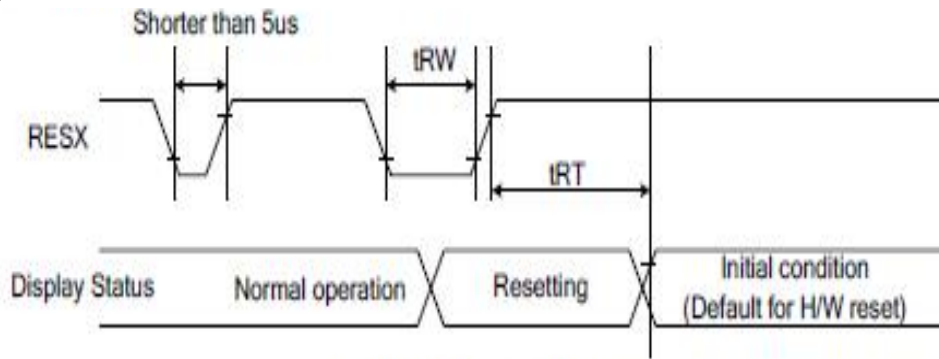 Shorter than 5us
tRW
RESX
tRT
Display Status
Normal operation
Resetting
Initial condition
(Default for H/W reset)